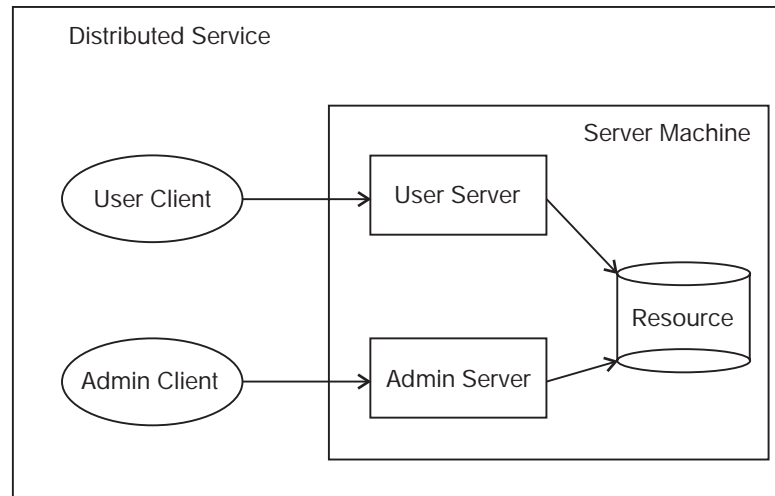 Distributed Service
Server Machine
User Client
User Server
Resource
Admin Client
Admin Server